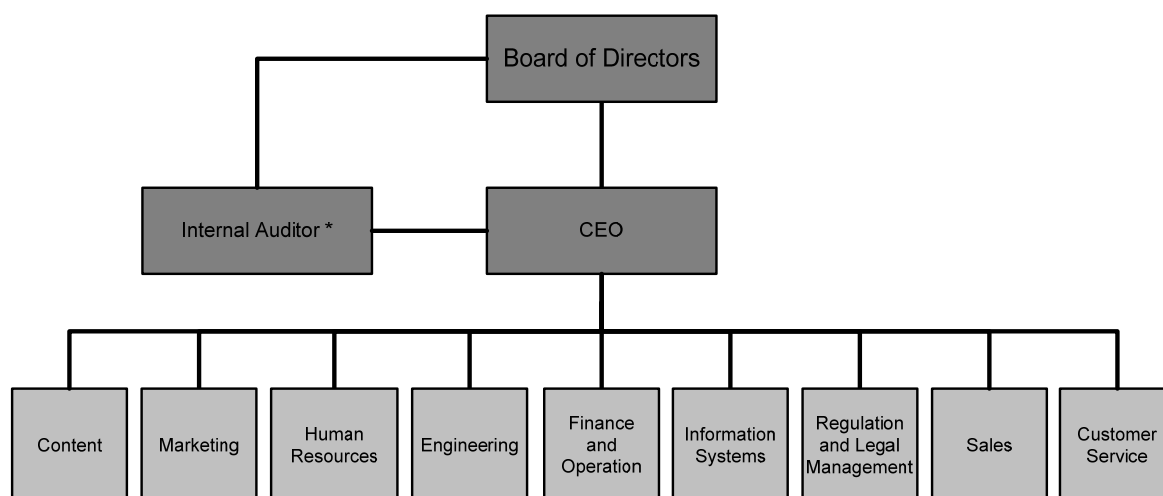 Board of Directors
Internal Auditor *
CEO
Content
Marketing
Human
Resources
Engineering
Finance
and
Operation
Information
Systems
Regulation
and Legal
Management
Sales
Customer
Service